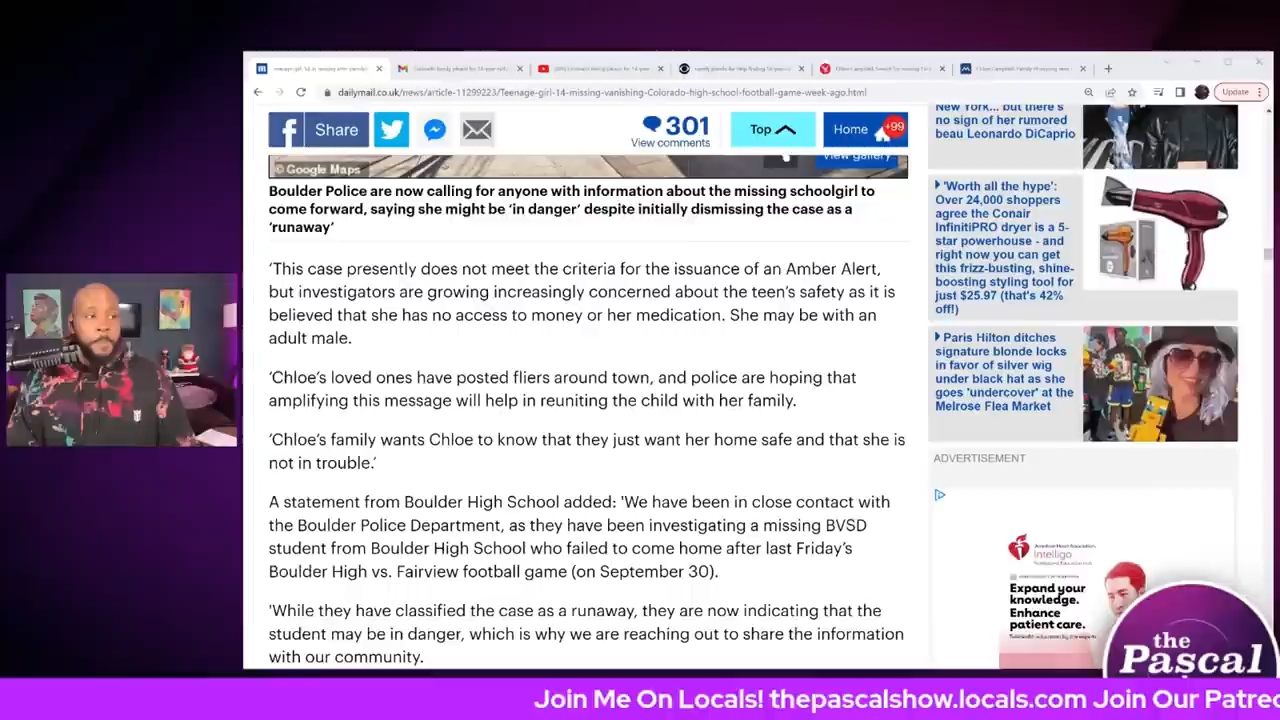 dailymail.co.uk/news/article-11299223/Teenage-girl-14-missing-vanishing-Colorado-high-school-football-game-week-ago.html
Update
Share
301
View comments
Top
Home
+99
© Google Maps
View gallery
Boulder Police are now calling for anyone with information about the missing schoolgirl to
come forward, saying she might be ‘in danger’ despite initially dismissing the case as a
‘runaway’
‘This case presently does not meet the criteria for the issuance of an Amber Alert,
but investigators are growing increasingly concerned about the teen’s safety as it is
believed that she has no access to money or her medication. She may be with an
adult male.
‘Chloe’s loved ones have posted fliers around town, and police are hoping that
amplifying this message will help in reuniting the child with her family.
‘Chloe’s family wants Chloe to know that they just want her home safe and that she is
not in trouble.’
A statement from Boulder High School added: 'We have been in close contact with
the Boulder Police Department, as they have been investigating a missing BVSD
student from Boulder High School who failed to come home after last Friday’s
Boulder High vs. Fairview football game (on September 30).
'While they have classified the case as a runaway, they are now indicating that the
student may be in danger, which is why we are reaching out to share the information
with our community.
New York... but there's
no sign of her rumored
beau Leonardo DiCaprio
'Worth all the hype':
Over 24,000 shoppers
agree the Conair
InfinitiPRO dryer is a 5-
star powerhouse - and
right now you can get
this frizz-busting, shine-
boosting styling tool for
just $25.97 (that's 42%
off!)
Paris Hilton ditches
signature blonde locks
in favor of silver wig
under black hat as she
goes 'undercover' at the
Melrose Flea Market
ADVERTISEMENT
American Heart Association.
Intelligo
Expand your
knowledge.
Enhance
patient care.
the
Pascal
Join Me On Locals! thepascalshow.locals.com Join Our Patre